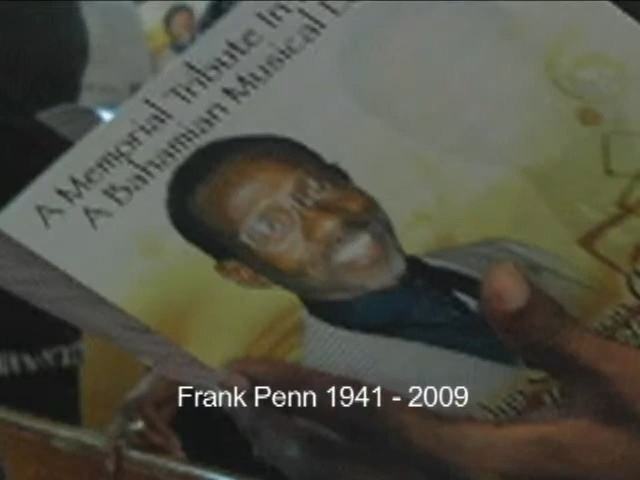 A Memorial Tribute In
A Bahamian Musical
Frank Penn 1941 - 2009